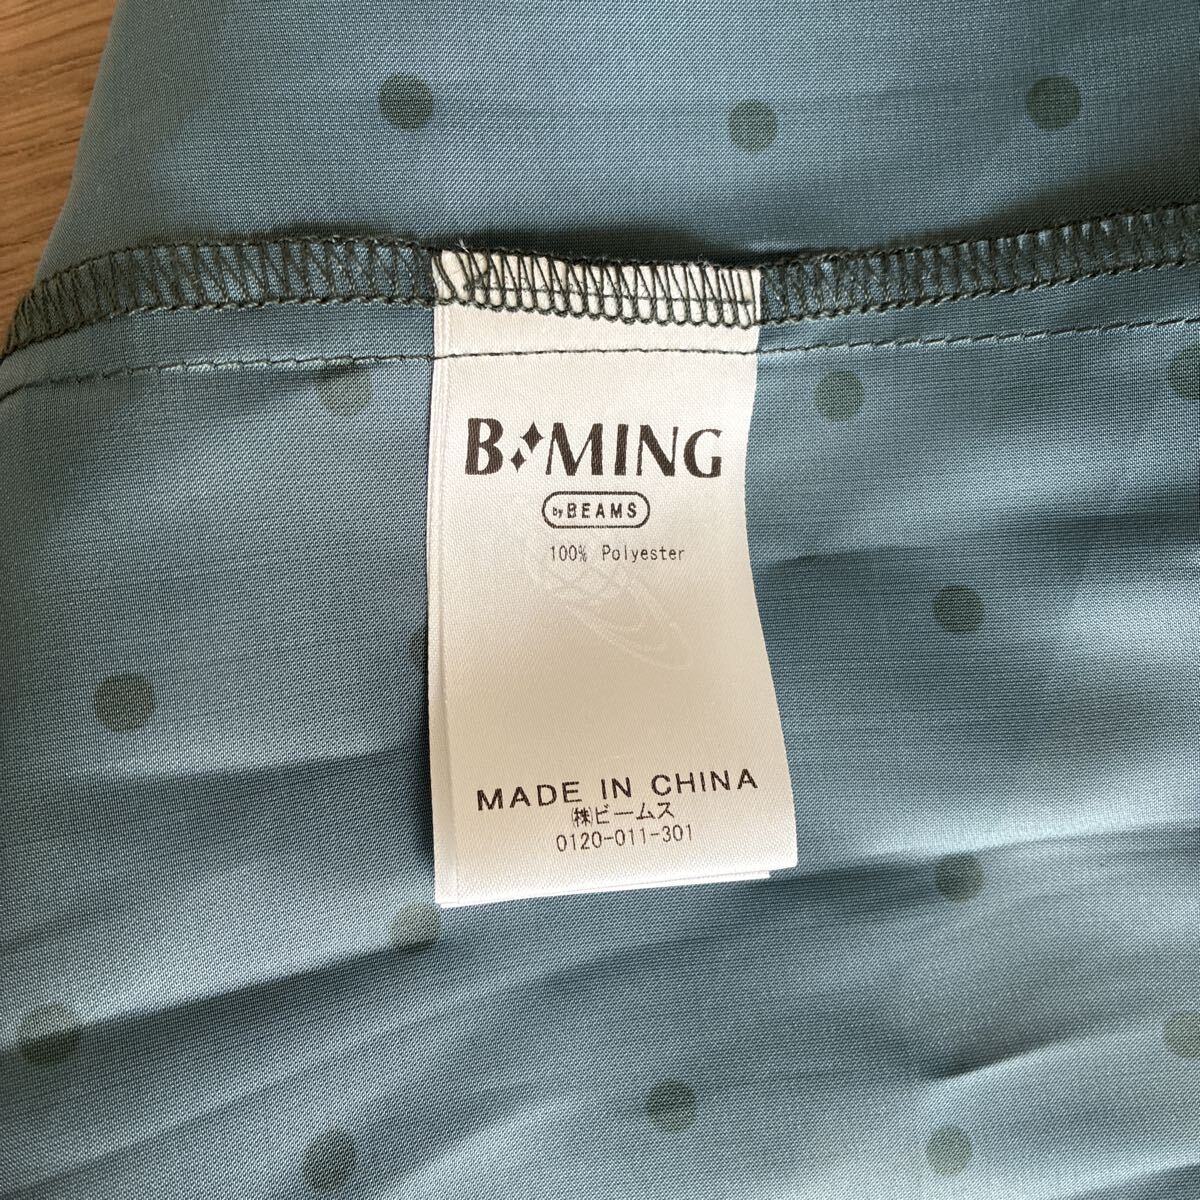 B MING
by BEAMS
100% Polyester
MADE IN CHINA
㈱ビームス
0120-011-301